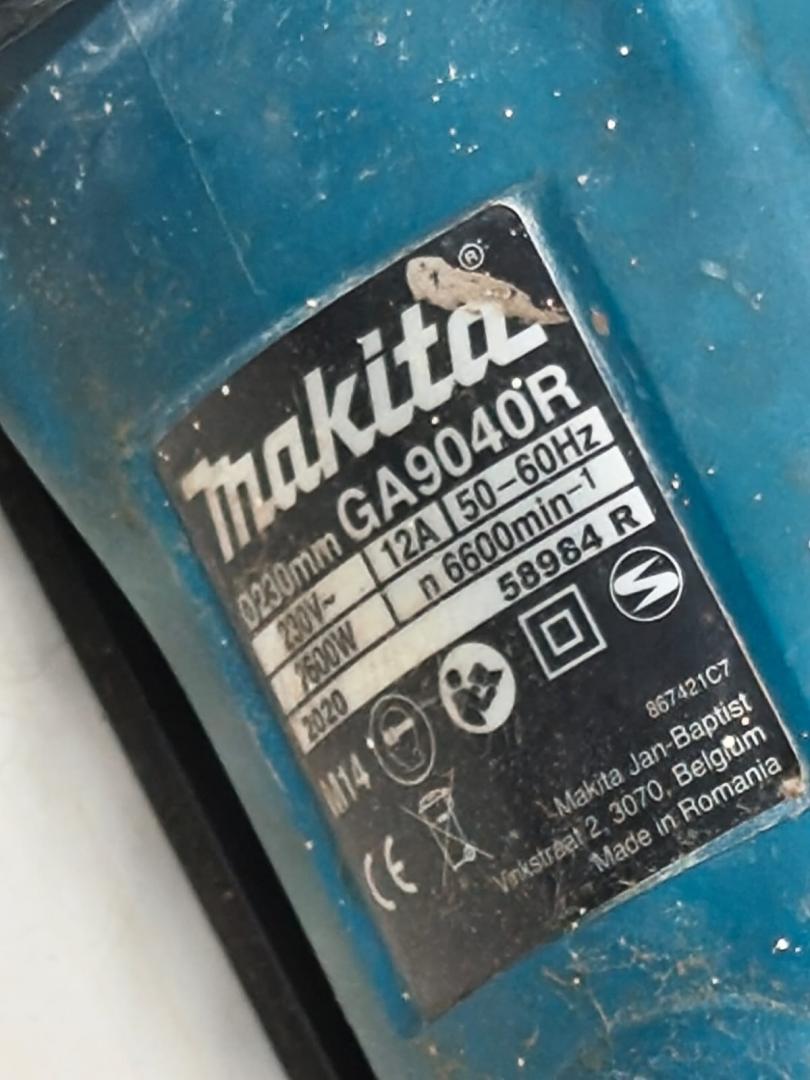 makita®
GA9040R
Ø230mm
230V~ 12A 50-60Hz
2600W n 6600min⁻¹
2020 58984 R
M14
CE
867421C7
Makita Jan-Baptist
Vinkstraat 2, 3070, Belgium
Made in Romania